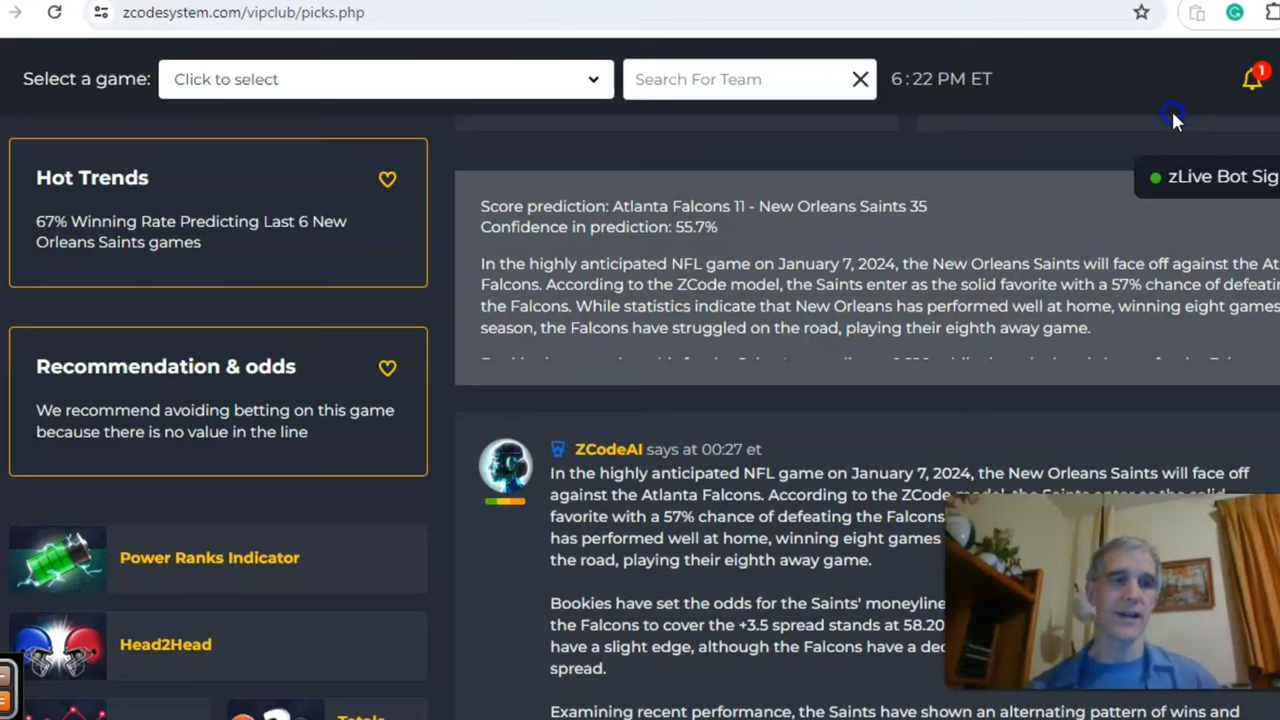 zcodesystem.com/vipclub/picks.php
Select a game:
Click to select
Search For Team
6:22 PM ET
1
Hot Trends
67% Winning Rate Predicting Last 6 New
Orleans Saints games
Recommendation & odds
We recommend avoiding betting on this game
because there is no value in the line
Power Ranks Indicator
Head2Head
Totals
zLive Bot Sig
Score prediction: Atlanta Falcons 11 - New Orleans Saints 35
Confidence in prediction: 55.7%
In the highly anticipated NFL game on January 7, 2024, the New Orleans Saints will face off against the At
Falcons. According to the ZCode model, the Saints enter as the solid favorite with a 57% chance of defeati
the Falcons. While statistics indicate that New Orleans has performed well at home, winning eight games
season, the Falcons have struggled on the road, playing their eighth away game.
ZCodeAI says at 00:27 et
In the highly anticipated NFL game on January 7, 2024, the New Orleans Saints will face off
against the Atlanta Falcons. According to the ZCode model, the Saints enter as the solid
favorite with a 57% chance of defeating the Falcons
has performed well at home, winning eight games
the road, playing their eighth away game.
Bookies have set the odds for the Saints' moneyline
the Falcons to cover the +3.5 spread stands at 58.20
have a slight edge, although the Falcons have a dec
spread.
Examining recent performance, the Saints have shown an alternating pattern of wins and